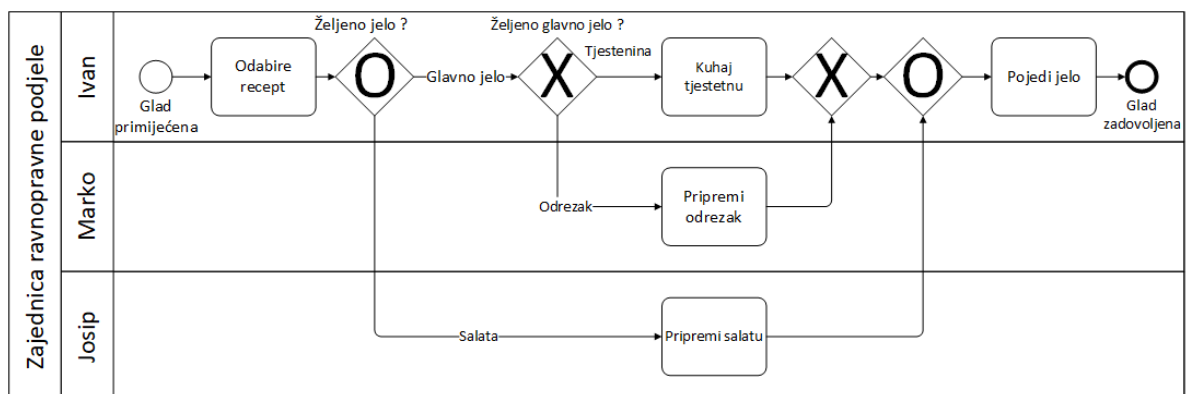 Zajednica ravnopravne podjele
Ivan
Glad
primijećena
Odabire
recept
Željeno jelo ?
O
Glavno jelo
Željeno glavno jelo ?
X
Tjestenina
Kuhaj
tjestetnu
X
O
Pojedi jelo
Glad
zadovoljena
Marko
Odrezak
Pripremi
odrezak
Josip
Salata
Pripremi salatu